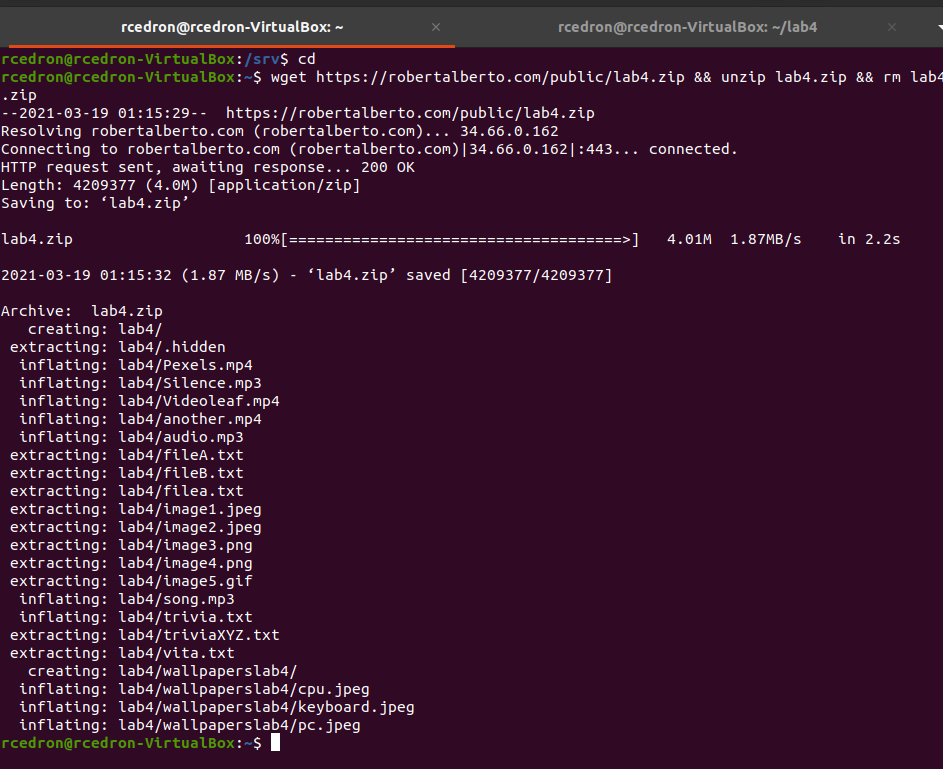 rcedron@rcedron-VirtualBox: ~ × rcedron@rcedron-VirtualBox: ~/lab4 ×
rcedron@rcedron-VirtualBox:/srv$ cd
rcedron@rcedron-VirtualBox:~$ wget https://robertalberto.com/public/lab4.zip && unzip lab4.zip && rm lab4
.zip
--2021-03-19 01:15:29--  https://robertalberto.com/public/lab4.zip
Resolving robertalberto.com (robertalberto.com)... 34.66.0.162
Connecting to robertalberto.com (robertalberto.com)|34.66.0.162|:443... connected.
HTTP request sent, awaiting response... 200 OK
Length: 4209377 (4.0M) [application/zip]
Saving to: ‘lab4.zip’
lab4.zip                   100%[=====================================>]   4.01M  1.87MB/s    in 2.2s
2021-03-19 01:15:32 (1.87 MB/s) - ‘lab4.zip’ saved [4209377/4209377]
Archive:  lab4.zip
   creating: lab4/
 extracting: lab4/.hidden
  inflating: lab4/Pexels.mp4
  inflating: lab4/Silence.mp3
  inflating: lab4/Videoleaf.mp4
  inflating: lab4/another.mp4
  inflating: lab4/audio.mp3
 extracting: lab4/fileA.txt
 extracting: lab4/fileB.txt
 extracting: lab4/filea.txt
 extracting: lab4/image1.jpeg
 extracting: lab4/image2.jpeg
 extracting: lab4/image3.png
 extracting: lab4/image4.png
 extracting: lab4/image5.gif
  inflating: lab4/song.mp3
  inflating: lab4/trivia.txt
 extracting: lab4/triviaXYZ.txt
 extracting: lab4/vita.txt
   creating: lab4/wallpaperslab4/
  inflating: lab4/wallpaperslab4/cpu.jpeg
  inflating: lab4/wallpaperslab4/keyboard.jpeg
  inflating: lab4/wallpaperslab4/pc.jpeg
rcedron@rcedron-VirtualBox:~$